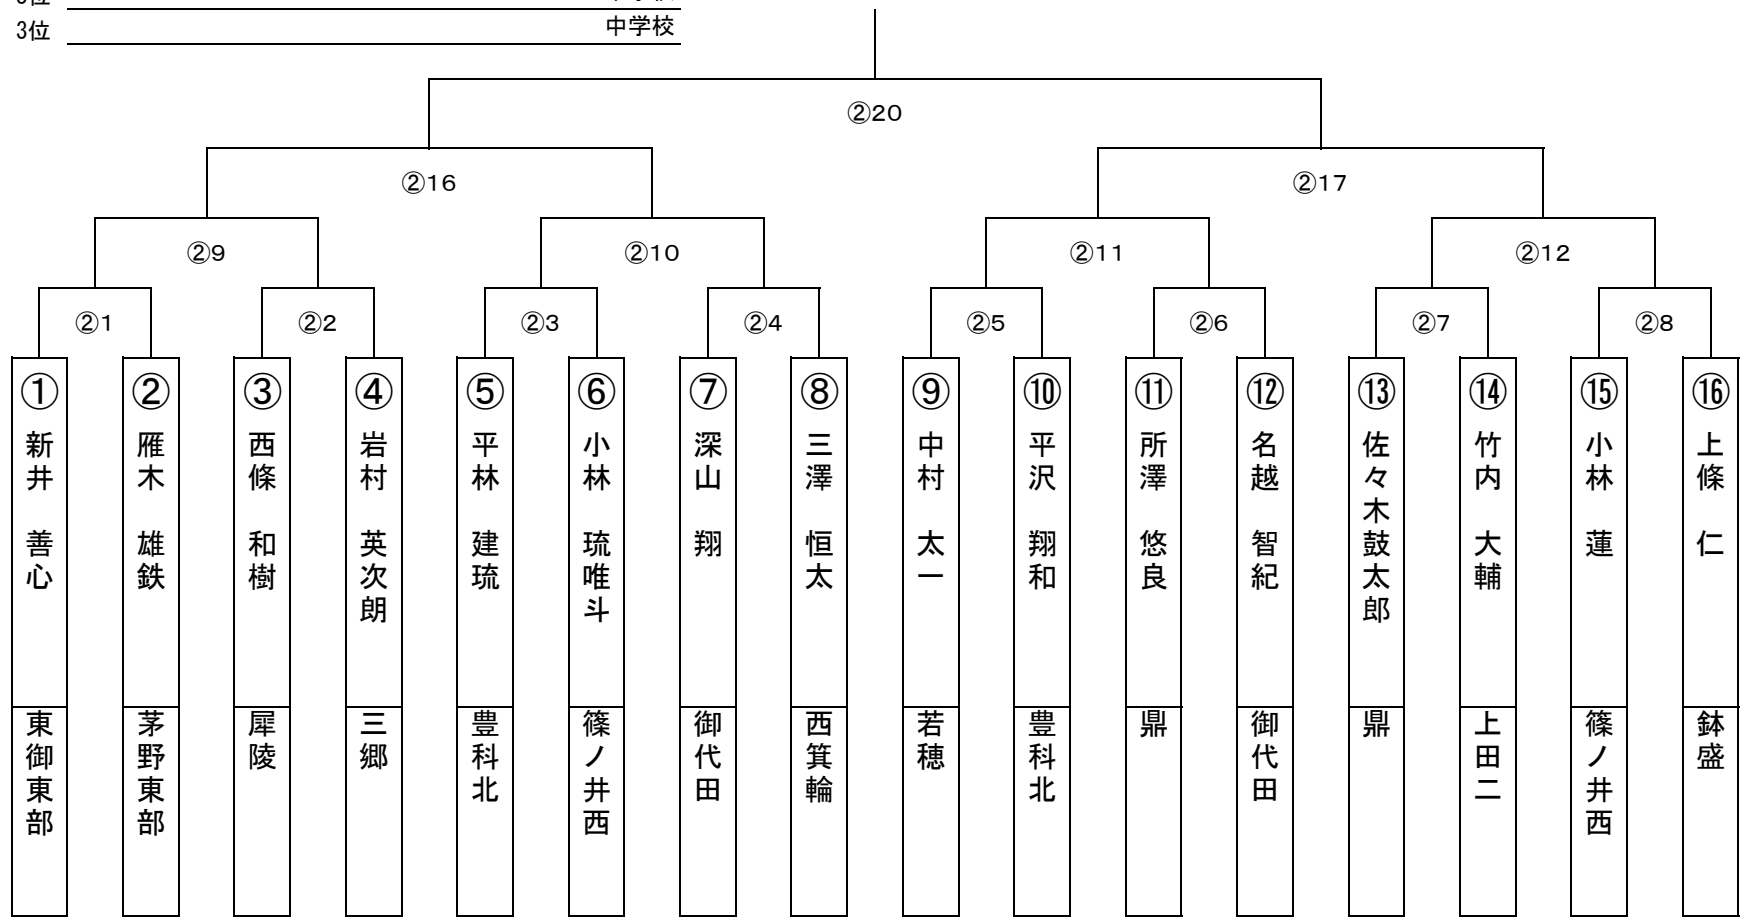 3位 中学校
②20
②16 ②17
②9 ②10 ②11 ②12
②1 ②2 ②3 ②4 ②5 ②6 ②7 ②8
① ② ③ ④ ⑤ ⑥ ⑦ ⑧ ⑨ ⑩ ⑪ ⑫ ⑬ ⑭ ⑮ ⑯
新井 善心
雁木 雄鉄
西條 和樹
岩村 英次朗
平林 建琉
小林 琉唯斗
深山 翔
三澤 恒太
中村 太一
平沢 翔和
所澤 悠良
名越 智紀
佐々木鼓太郎
竹内 大輔
小林 蓮
上條 仁
東御東部
茅野東部
犀陵
三郷
豊科北
篠ノ井西
御代田
西箕輪
若穂
豊科北
鼎
御代田
鼎
上田二
篠ノ井西
鉢盛